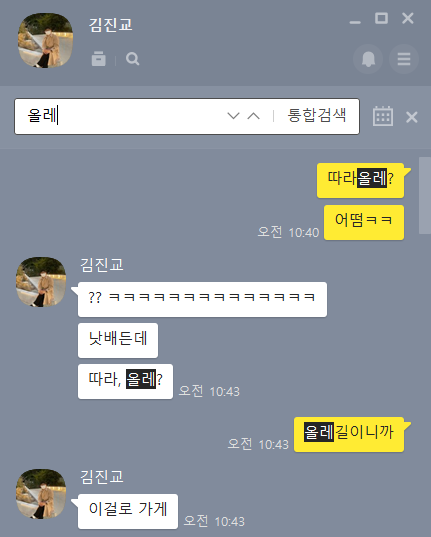 김진교
올레
통합검색
따라올레?
어떰ㅋㅋ
오전 10:40
김진교
?? ㅋㅋㅋㅋㅋㅋㅋㅋㅋㅋㅋㅋㅋㅋ
낫배든데
따라, 올레?
오전 10:43
올레길이니까
오전 10:43
김진교
이걸로 가게
오전 10:43